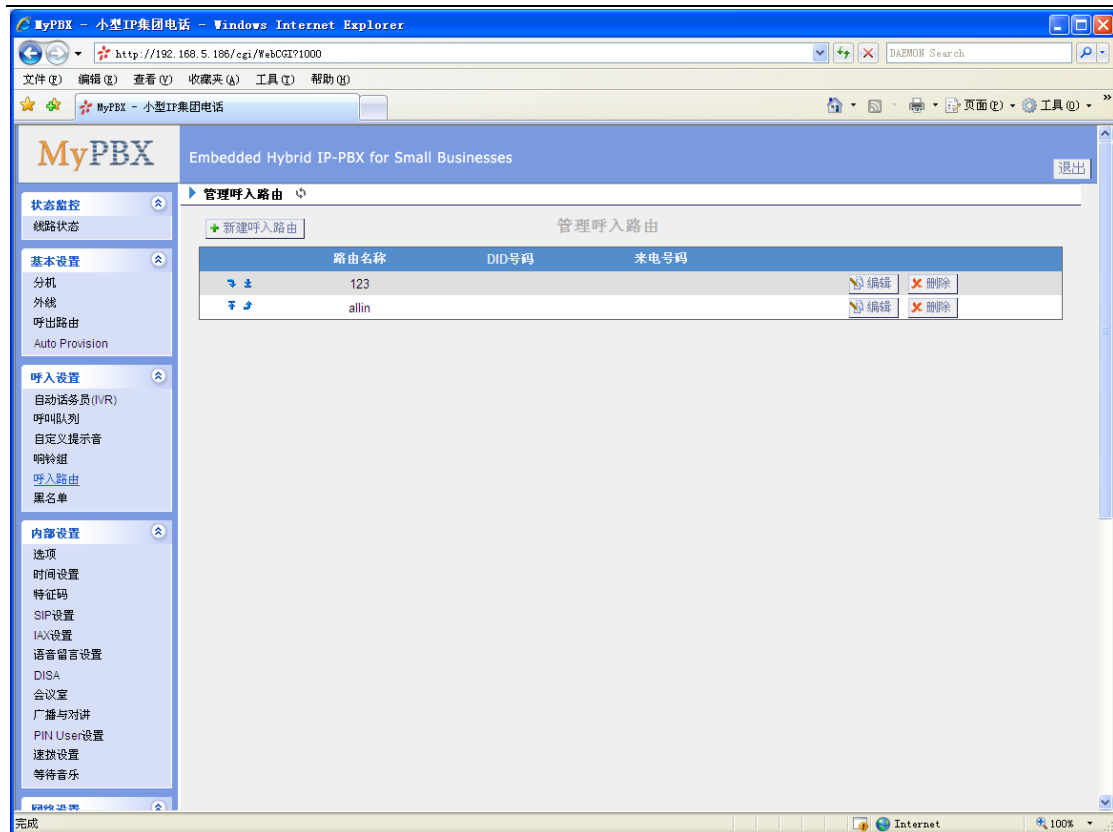 MyPBX - 小型IP集团电话 - Windows Internet Explorer
http://192.168.5.186/cgi/WebCGI?1000
DAEMON Search
文件(F) 编辑(E) 查看(V) 收藏夹(A) 工具(T) 帮助(H)
MyPBX - 小型IP集团电话
页面(P) 工具(O) »
MyPBX
Embedded Hybrid IP-PBX for Small Businesses
退出
状态监控
线路状态
基本设置
分机
外线
呼出路由
Auto Provision
呼入设置
自动话务员(IVR)
呼叫队列
自定义提示音
响铃组
呼入路由
黑名单
内部设置
选项
时间设置
特征码
SIP设置
IAX设置
语音留言设置
DISA
会议室
广播与对讲
PIN User设置
速拨设置
等待音乐
网络设置
管理呼入路由
新建呼入路由
管理呼入路由
路由名称 DID号码 来电号码
123 编辑 删除
allin 编辑 删除
完成
Internet
100%